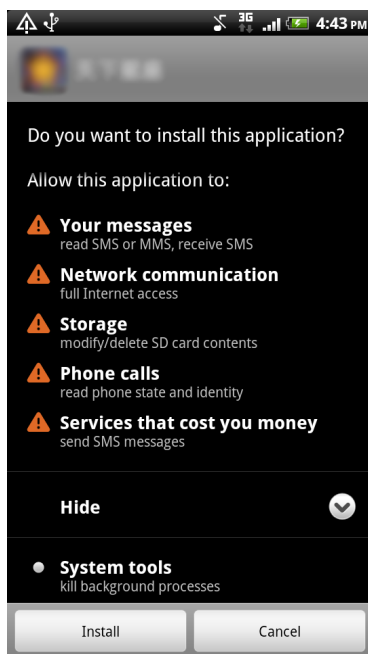 3G
4:43 PM
Do you want to install this application?
Allow this application to:
Your messages
read SMS or MMS, receive SMS
Network communication
full Internet access
Storage
modify/delete SD card contents
Phone calls
read phone state and identity
Services that cost you money
send SMS messages
Hide
System tools
kill background processes
Install
Cancel